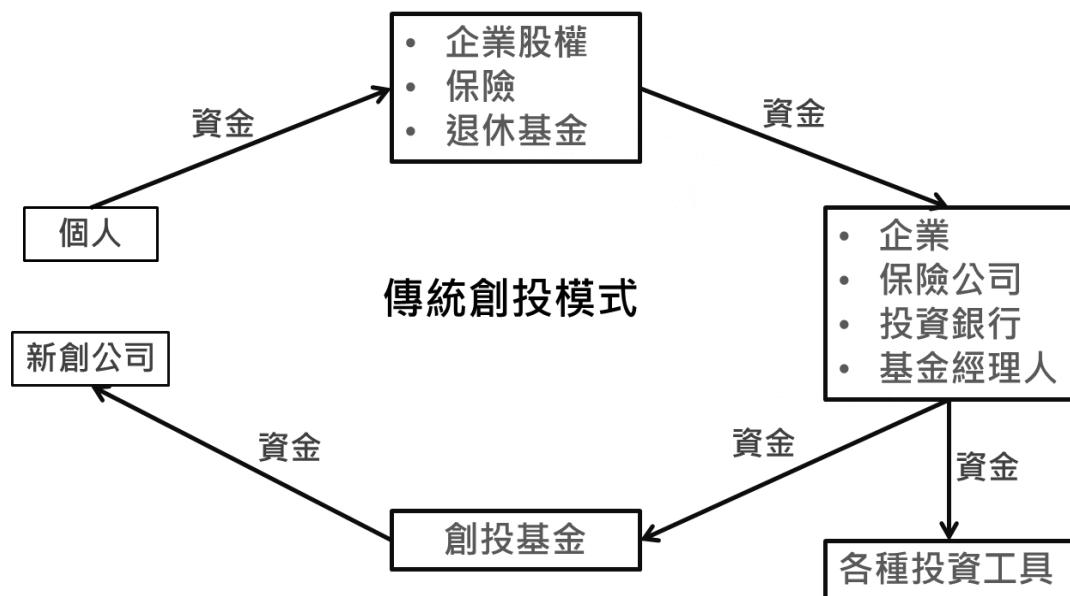 • 企業股權
• 保險
• 退休基金
資金
資金
個人
• 企業
• 保險公司
• 投資銀行
• 基金經理人
傳統創投模式
新創公司
資金
資金
資金
創投基金
各種投資工具